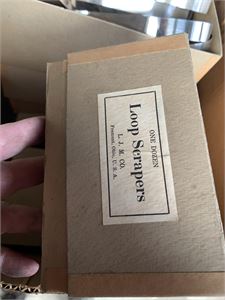 ONE DOZEN
Loop Scrapers
L. J. M. CO.
Fremont, Ohio, U. S. A.